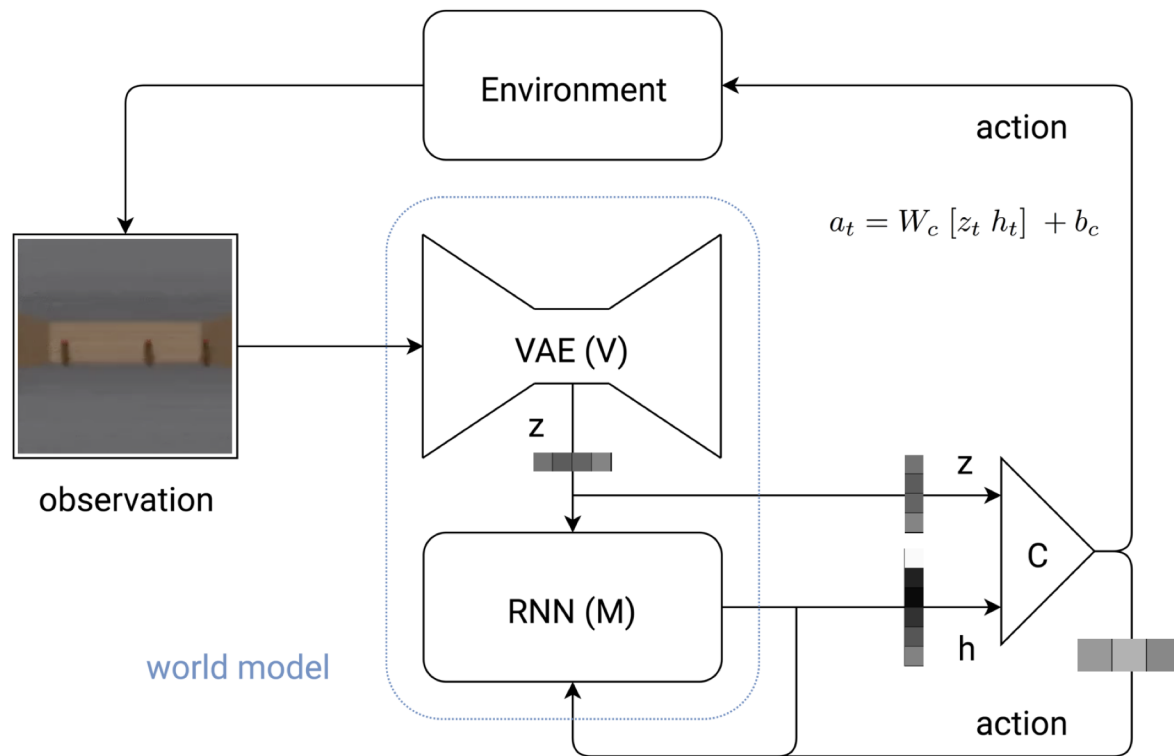 Environment
action
a_t = W_c [z_t h_t] + b_c
VAE (V)
z
observation
z
C
RNN (M)
h
world model
action